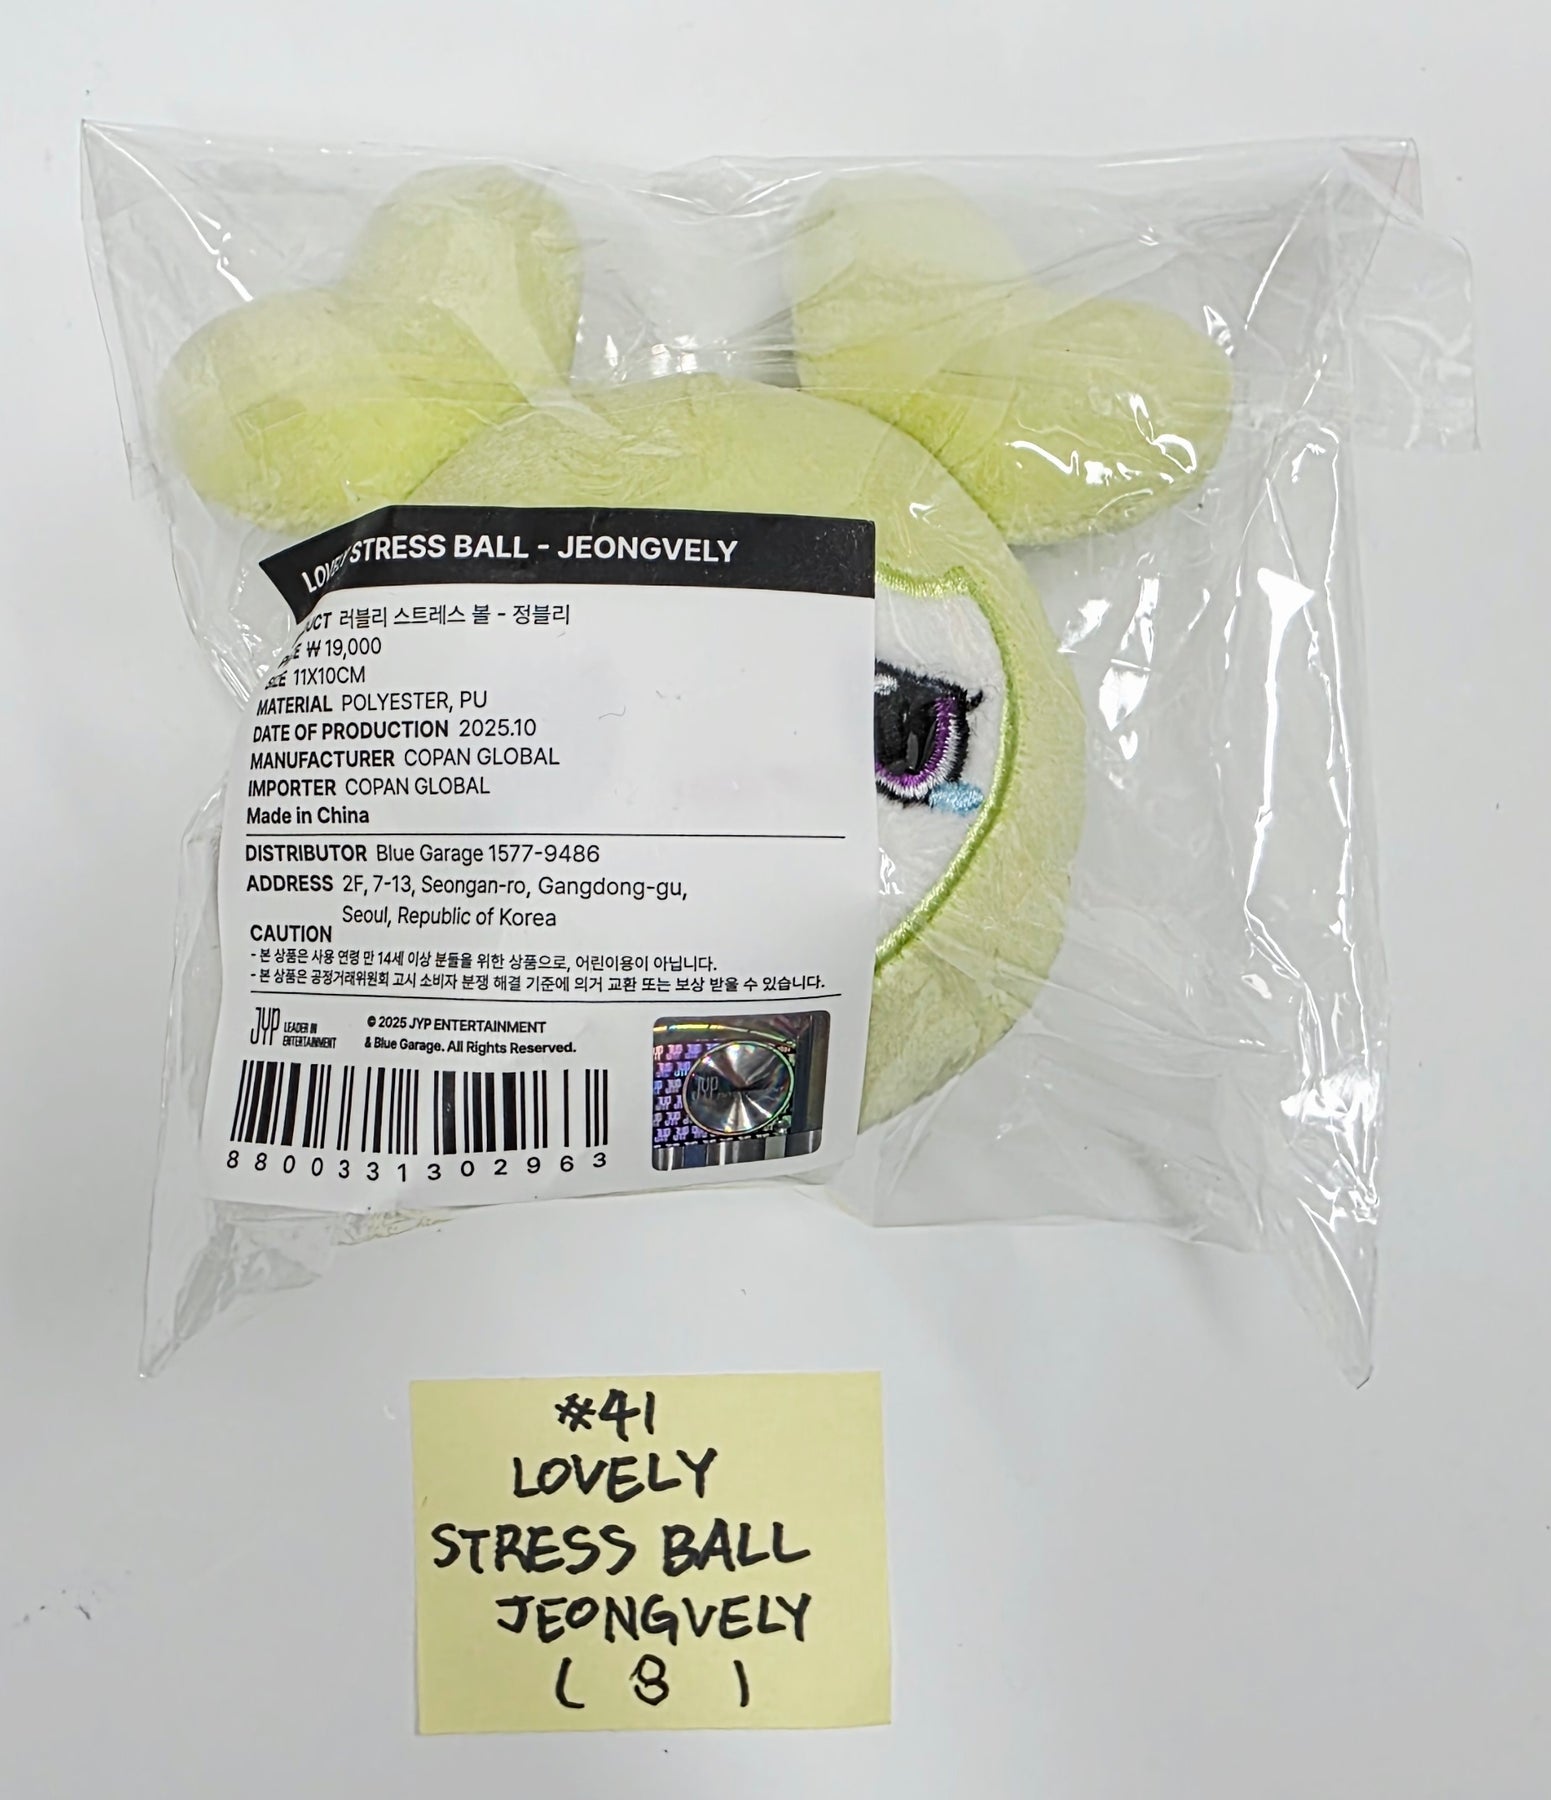 LOVELY STRESS BALL - JEONGVELY
러블리 스트레스 볼 - 정블리
₩ 19,000
11X10CM
MATERIAL POLYESTER, PU
DATE OF PRODUCTION 2025.10
MANUFACTURER COPAN GLOBAL
IMPORTER COPAN GLOBAL
Made in China
DISTRIBUTOR Blue Garage 1577-9486
ADDRESS 2F, 7-13, Seongan-ro, Gangdong-gu,
Seoul, Republic of Korea
CAUTION
- 본 상품은 사용 연령 만 14세 이상 분들을 위한 상품으로, 어린이용이 아닙니다.
- 본 상품은 공정거래위원회 고시 소비자 분쟁 해결 기준에 의거 교환 또는 보상 받을 수 있습니다.
JYP LEADER IN ENTERTAINMENT
© 2025 JYP ENTERTAINMENT
& Blue Garage. All Rights Reserved.
JYP
8800331302963
#41
LOVELY
STRESS BALL
JEONGVELY
( 8 )